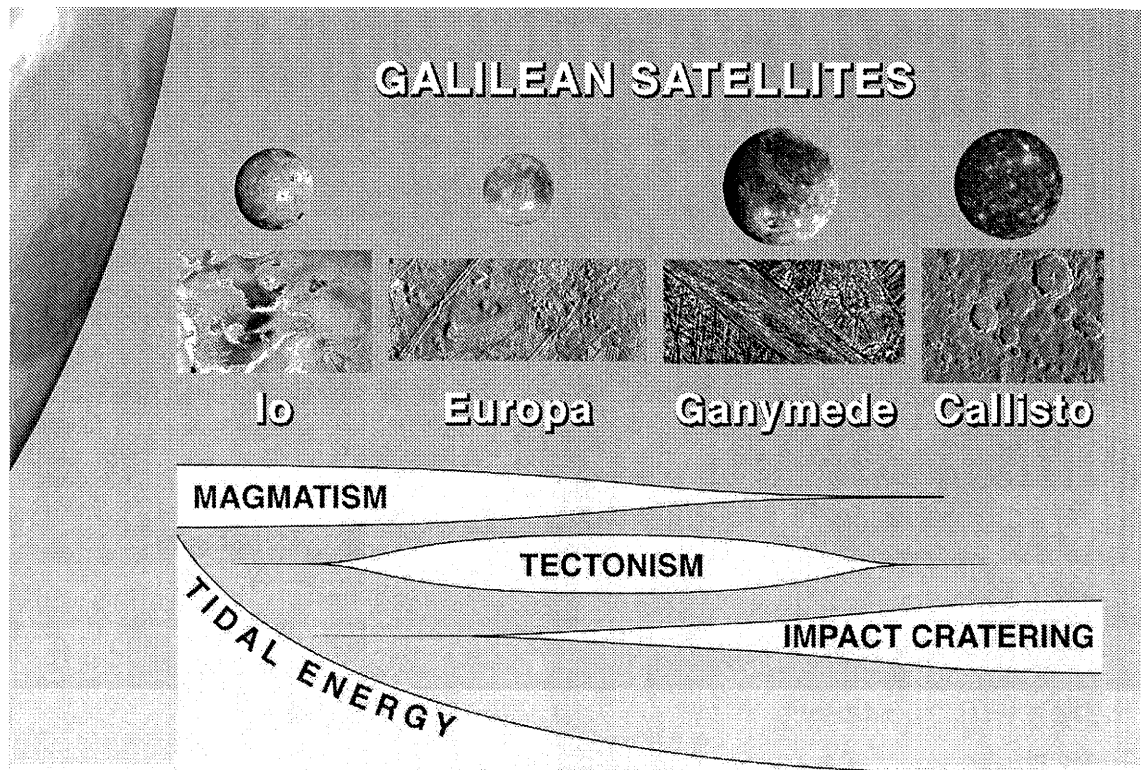 GALILEAN SATELLITES
Io Europa Ganymede Callisto
MAGMATISM
TECTONISM
IMPACT CRATERING
TIDAL ENERGY